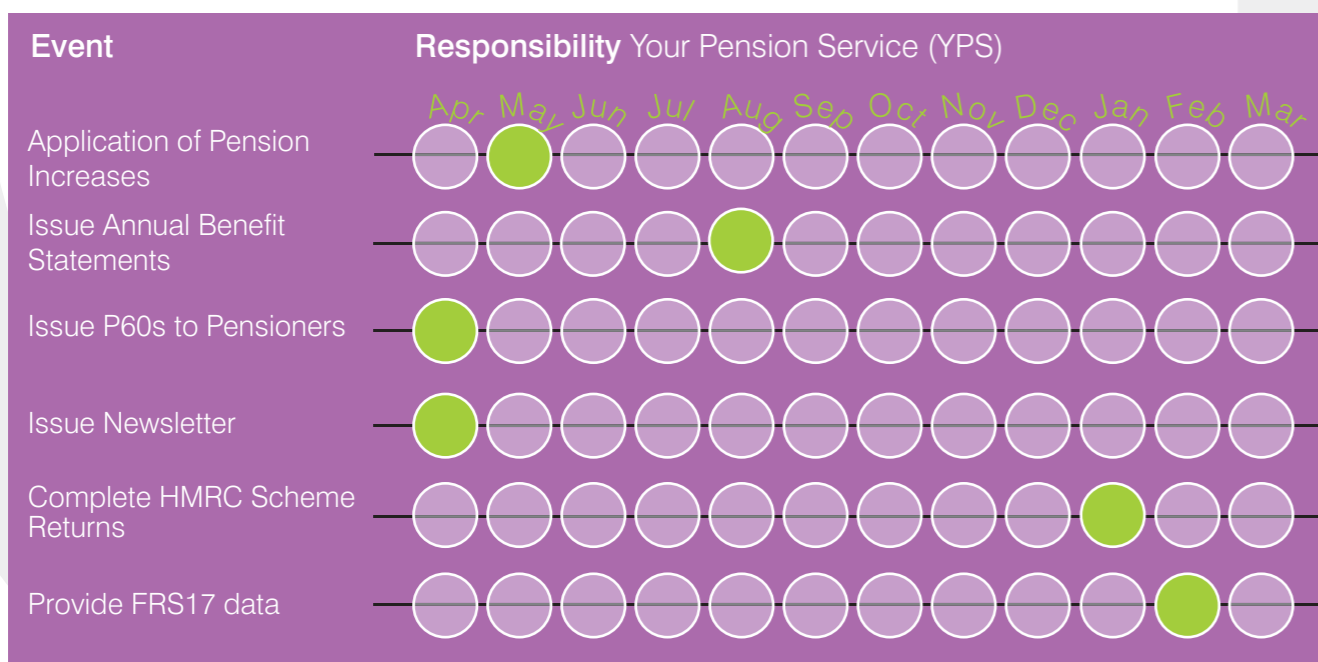 Event
Responsibility Your Pension Service (YPS)
Apr May Jun Jul Aug Sep Oct Nov Dec Jan Feb Mar
Application of Pension
Increases
Issue Annual Benefit
Statements
Issue P60s to Pensioners
Issue Newsletter
Complete HMRC Scheme
Returns
Provide FRS17 data